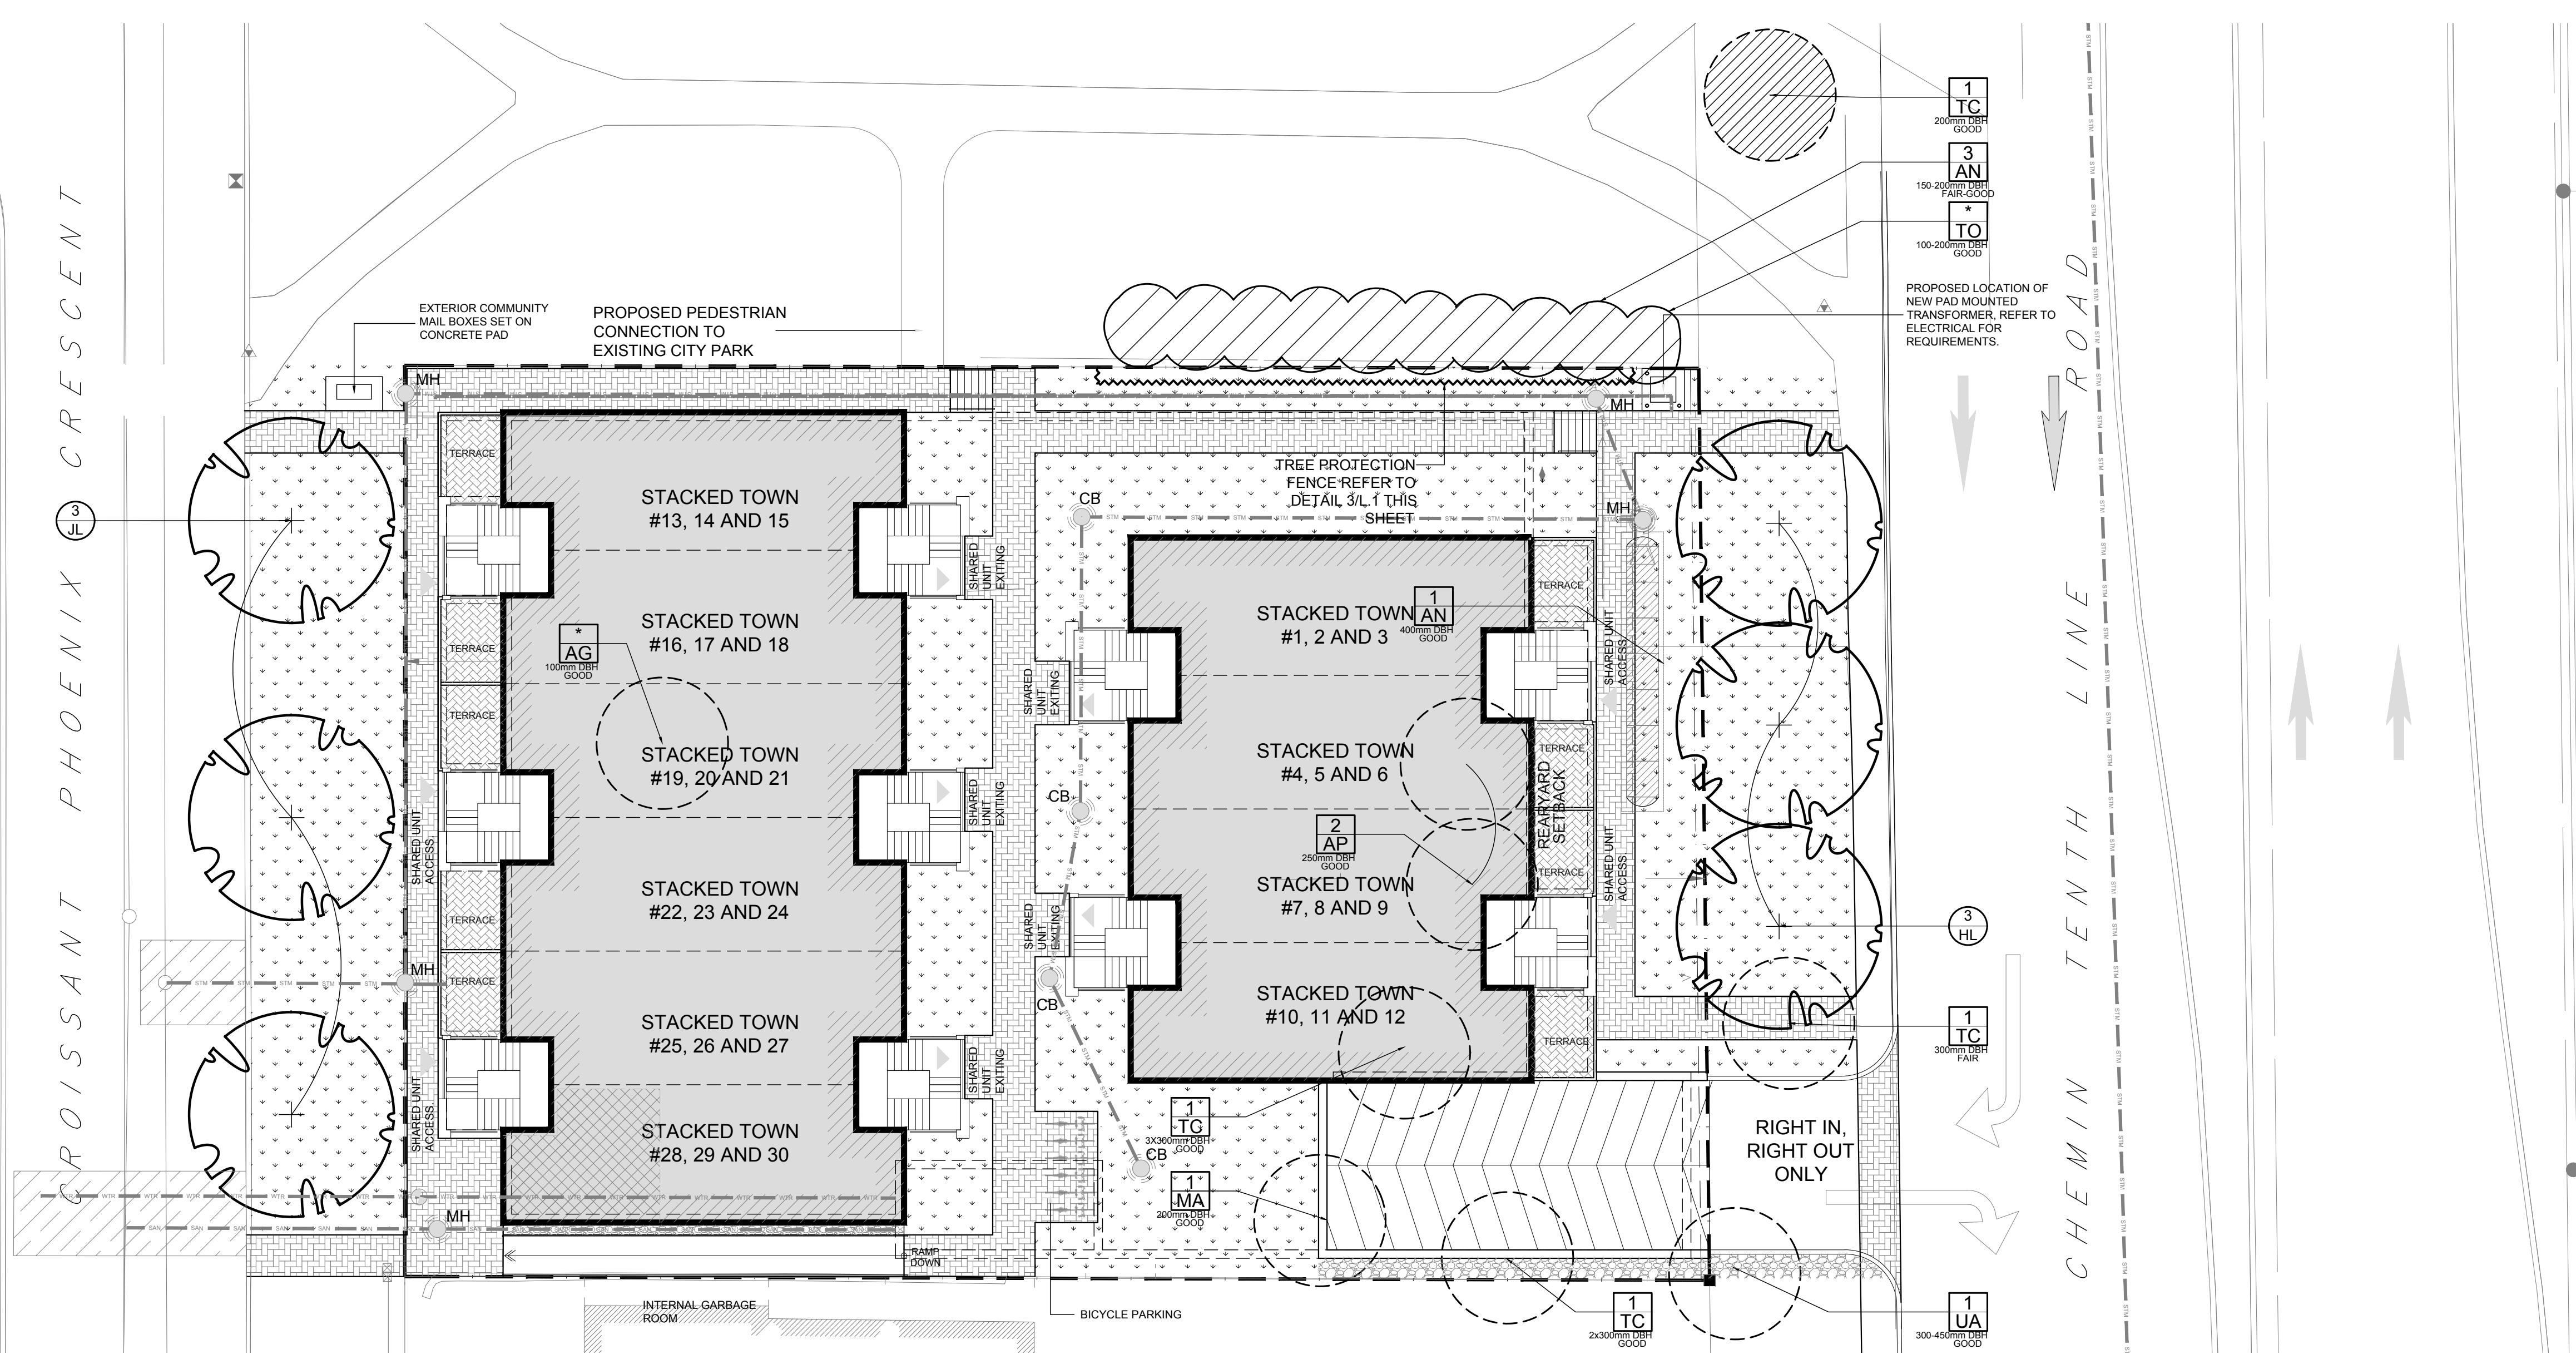 CROISSANT PHOENIX CRESCENT
3
JL
EXTERIOR COMMUNITY
MAIL BOXES SET ON
CONCRETE PAD
PROPOSED PEDESTRIAN
CONNECTION TO
EXISTING CITY PARK
1
TC
200mm DBH
GOOD
3
AN
150-200mm DBH
FAIR-GOOD
*
TO
100-200mm DBH
GOOD
PROPOSED LOCATION OF
NEW PAD MOUNTED
TRANSFORMER, REFER TO
ELECTRICAL FOR
REQUIREMENTS.
CHEMIN TENTH LINE ROAD
MH
MH
MH
MH
MH
TERRACE
TERRACE
TERRACE
TERRACE
TERRACE
SHARED UNIT
ACCESS.
SHARED UNIT
ACCESS.
STACKED TOWN
#13, 14 AND 15
STACKED TOWN
#16, 17 AND 18
*
AG
100mm DBH
GOOD
STACKED TOWN
#19, 20 AND 21
STACKED TOWN
#22, 23 AND 24
STACKED TOWN
#25, 26 AND 27
STACKED TOWN
#28, 29 AND 30
SHARED
UNIT
EXITING
SHARED
UNIT
EXITING
SHARED
UNIT
EXITING
SHARED
UNIT
EXITING
SHARED
UNIT
EXITING
CB
CB
CB
CB
TREE PROTECTION
FENCE REFER TO
DETAIL 3/L.1 THIS
SHEET
STACKED TOWN
#1, 2 AND 3
1
AN
400mm DBH
GOOD
STACKED TOWN
#4, 5 AND 6
2
AP
250mm DBH
GOOD
STACKED TOWN
#7, 8 AND 9
STACKED TOWN
#10, 11 AND 12
TERRACE
TERRACE
TERRACE
TERRACE
REARYARD
SETBACK
SHARED UNIT
ACCESS.
SHARED UNIT
ACCESS.
3
HL
1
TC
300mm DBH
FAIR
1
TC
3X300mm DBH
GOOD
1
MA
200mm DBH
GOOD
RIGHT IN,
RIGHT OUT
ONLY
RAMP
DOWN
INTERNAL GARBAGE
ROOM
BICYCLE PARKING
1
TC
2x300mm DBH
GOOD
1
UA
300-450mm DBH
GOOD
STM
WTR
SAN